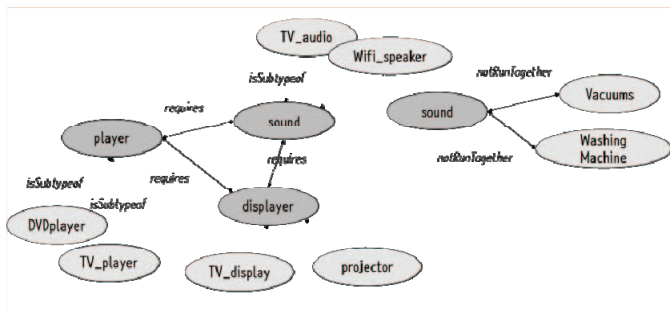 TV_audio
Wifi_speaker
isSubtypeof
notRunTogether
Vacuums
requires
sound
sound
player
requires
Washing
Machine
notRunTogether
requires
isSubtypeof
isSubtypeof
displayer
DVDplayer
TV_player
TV_display
projector